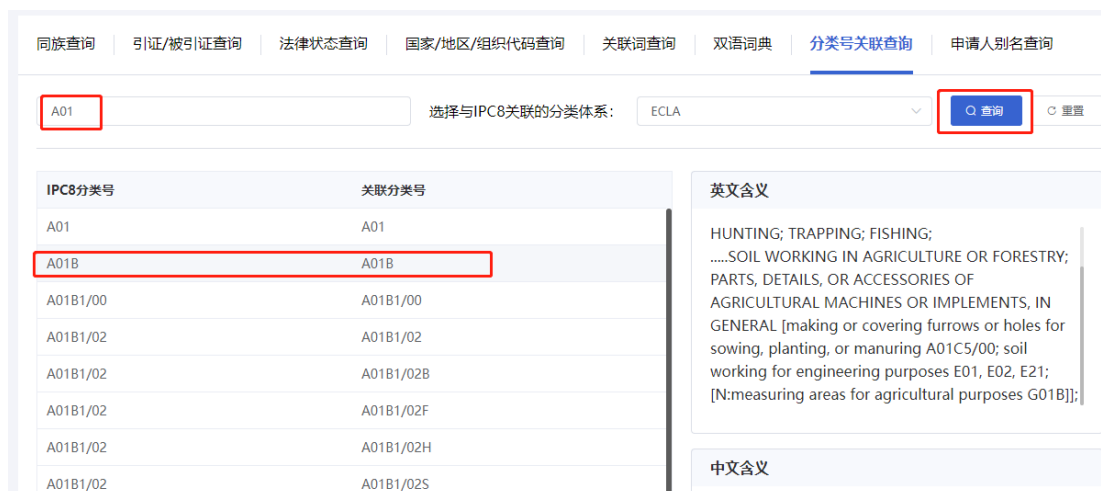 同族查询 引证/被引证查询 法律状态查询 国家/地区/组织代码查询 关联词查询 双语词典 分类号关联查询 申请人别名查询
A01 选择与IPC8关联的分类体系： ECLA 查询 重置
IPC8分类号 关联分类号
A01 A01
A01B A01B
A01B1/00 A01B1/00
A01B1/02 A01B1/02
A01B1/02 A01B1/02B
A01B1/02 A01B1/02F
A01B1/02 A01B1/02H
A01B1/02 A01B1/02S
英文含义
HUNTING; TRAPPING; FISHING;
.....SOIL WORKING IN AGRICULTURE OR FORESTRY;
PARTS, DETAILS, OR ACCESSORIES OF
AGRICULTURAL MACHINES OR IMPLEMENTS, IN
GENERAL [making or covering furrows or holes for
sowing, planting, or manuring A01C5/00; soil
working for engineering purposes E01, E02, E21;
[N:measuring areas for agricultural purposes G01B]];
中文含义